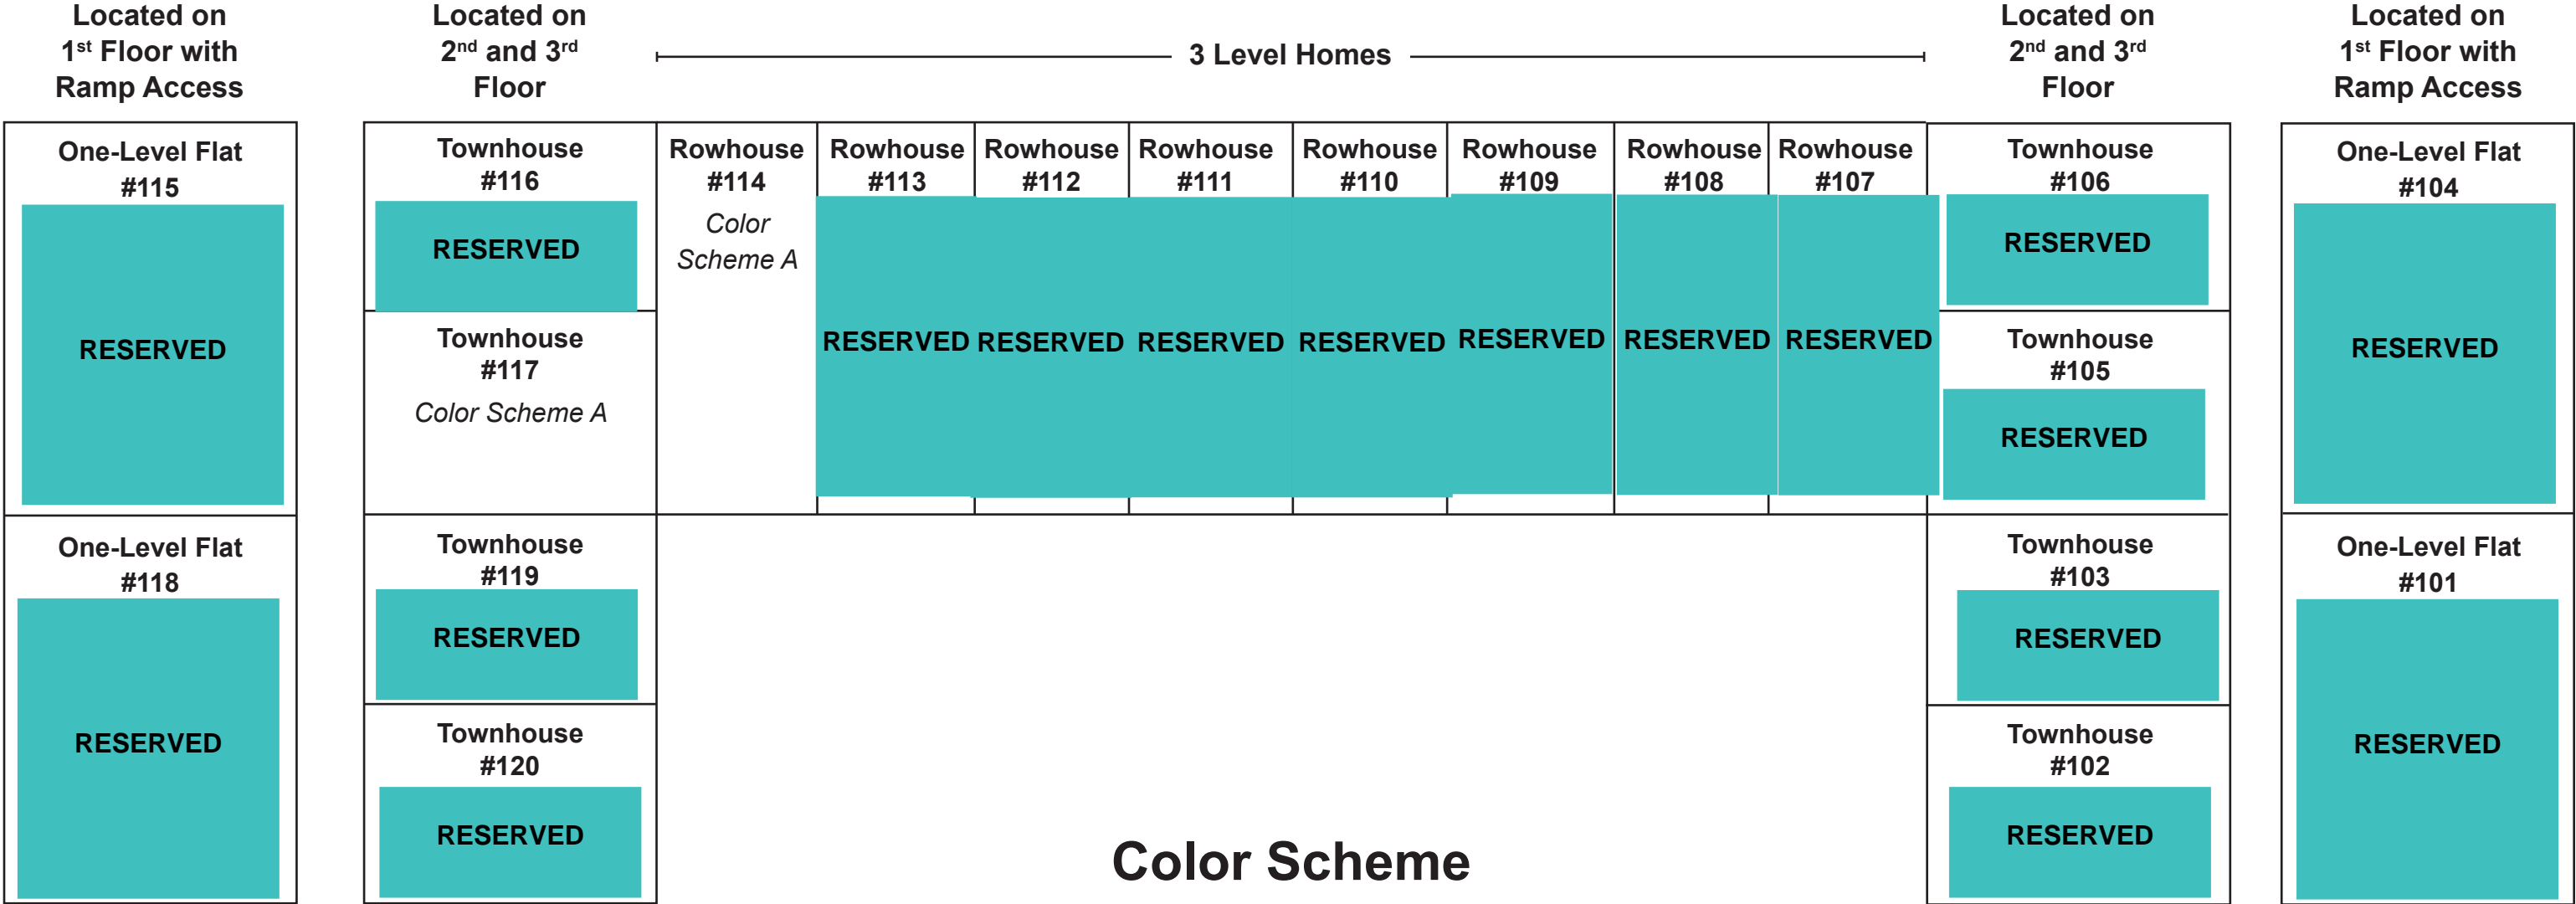 Located on
1st Floor with
Ramp Access
Located on
2nd and 3rd
Floor
3 Level Homes
Located on
2nd and 3rd
Floor
Located on
1st Floor with
Ramp Access
One-Level Flat
#115
RESERVED
One-Level Flat
#118
RESERVED
Townhouse
#116
RESERVED
Townhouse
#117
Color Scheme A
Townhouse
#119
RESERVED
Townhouse
#120
RESERVED
Rowhouse
#114
Color
Scheme A
Rowhouse
#113
RESERVED
Rowhouse
#112
RESERVED
Rowhouse
#111
RESERVED
Rowhouse
#110
RESERVED
Rowhouse
#109
RESERVED
Rowhouse
#108
RESERVED
Rowhouse
#107
RESERVED
Townhouse
#106
RESERVED
Townhouse
#105
RESERVED
Townhouse
#103
RESERVED
Townhouse
#102
RESERVED
One-Level Flat
#104
RESERVED
One-Level Flat
#101
RESERVED
Color Scheme